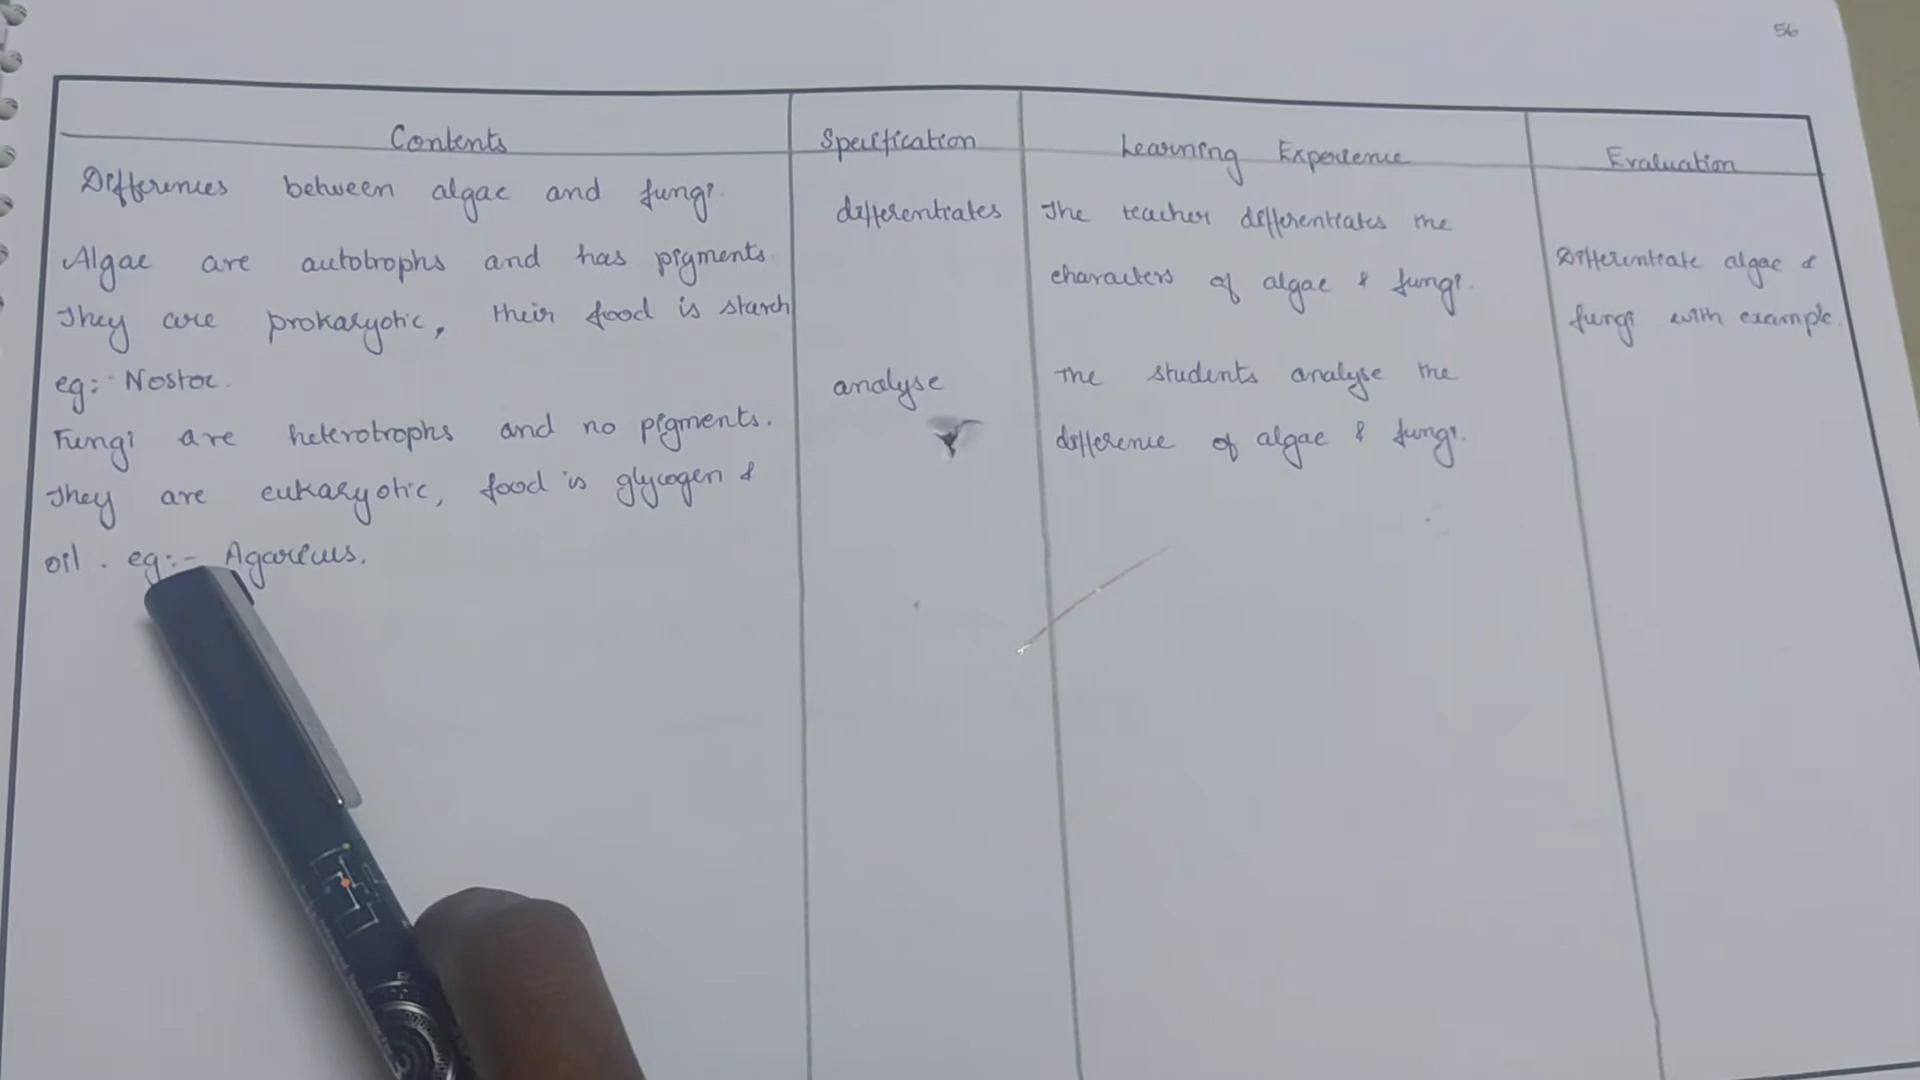 56
Contents
Differences between algae and fungi.
Algae are autotrophs and has pigments
They are prokaryotic, their food is starch
eg:- Nostoc.
Fungi are heterotrophs and no pigments.
They are eukaryotic, food is glycogen &
oil. eg:- Agaricus.
Specification
differentiates
analyse
Learning Experience
The teacher differentiates the
characters of algae & fungi.
The students analyse the
difference of algae & fungi.
Evaluation
Differentiate algae &
fungi with example.